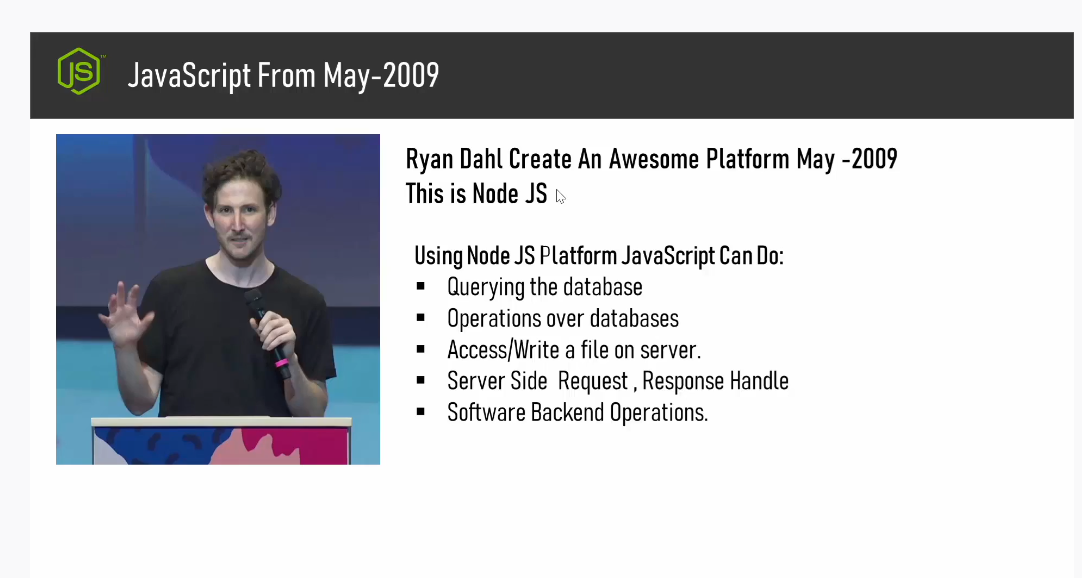 JS
JavaScript From May-2009
Ryan Dahl Create An Awesome Platform May -2009
This is Node JS
Using Node JS Platform JavaScript Can Do:
▪ Querying the database
▪ Operations over databases
▪ Access/Write a file on server.
▪ Server Side Request , Response Handle
▪ Software Backend Operations.